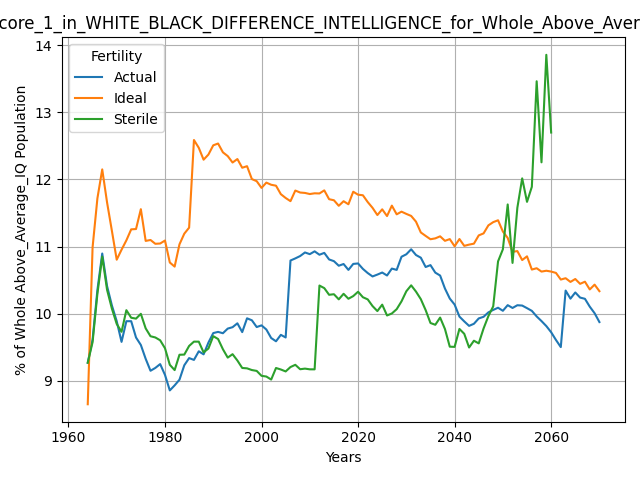 core_1_in_WHITE_BLACK_DIFFERENCE_INTELLIGENCE_for_Whole_Above_Aver
14
13
12
11
10
9
% of Whole Above_Average_IQ Population
Fertility
Actual
Ideal
Sterile
1960
1980
2000
2020
2040
2060
Years